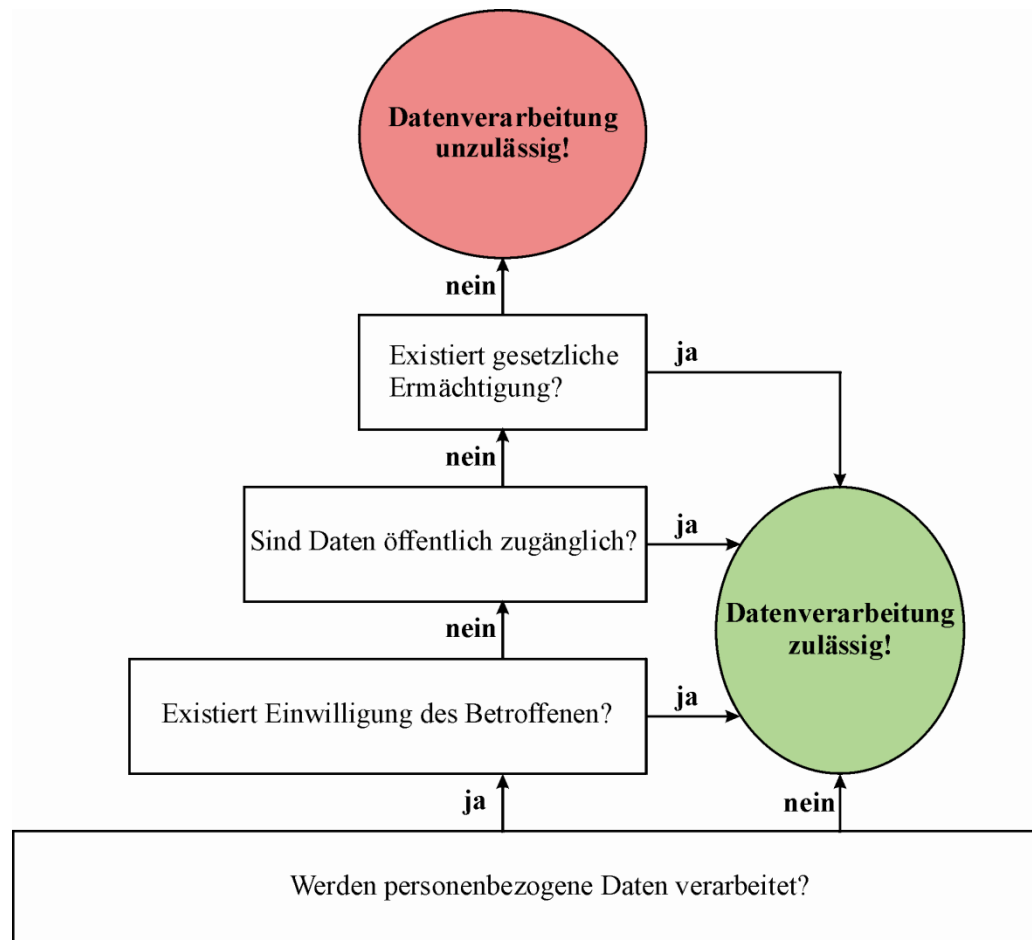 Datenverarbeitung
unzulässig!
nein
Existiert gesetzliche
Ermächtigung?
ja
nein
Sind Daten öffentlich zugänglich?
ja
Datenverarbeitung
zulässig!
nein
Existiert Einwilligung des Betroffenen?
ja
ja
nein
Werden personenbezogene Daten verarbeitet?